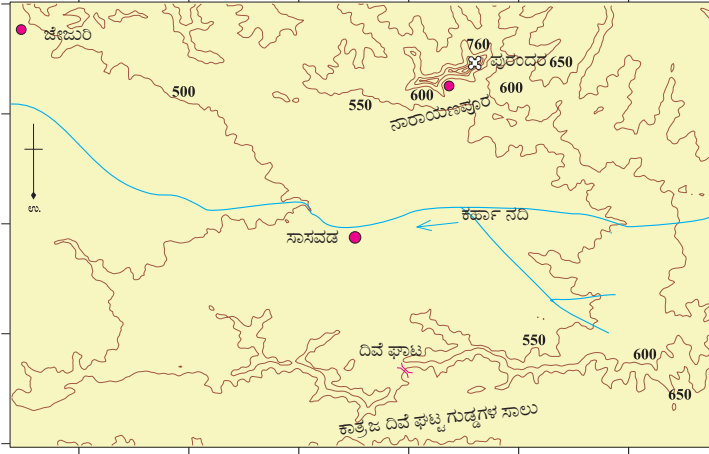 760
ಜೇಜುರಿ
ಪುರಂದರ 650
500
600
600
550
ನಾರಾಯಣಪೂರ
ಉ.
ಕರ್ಹಾ ನದಿ
ಸಾಸವಡ
550
ದಿವೆ ಘಾಟ
600
650
ಕಾತ್ರಜ ದಿವೆ ಘಟ್ಟ ಗುಡ್ಡಗಳ ಸಾಲು